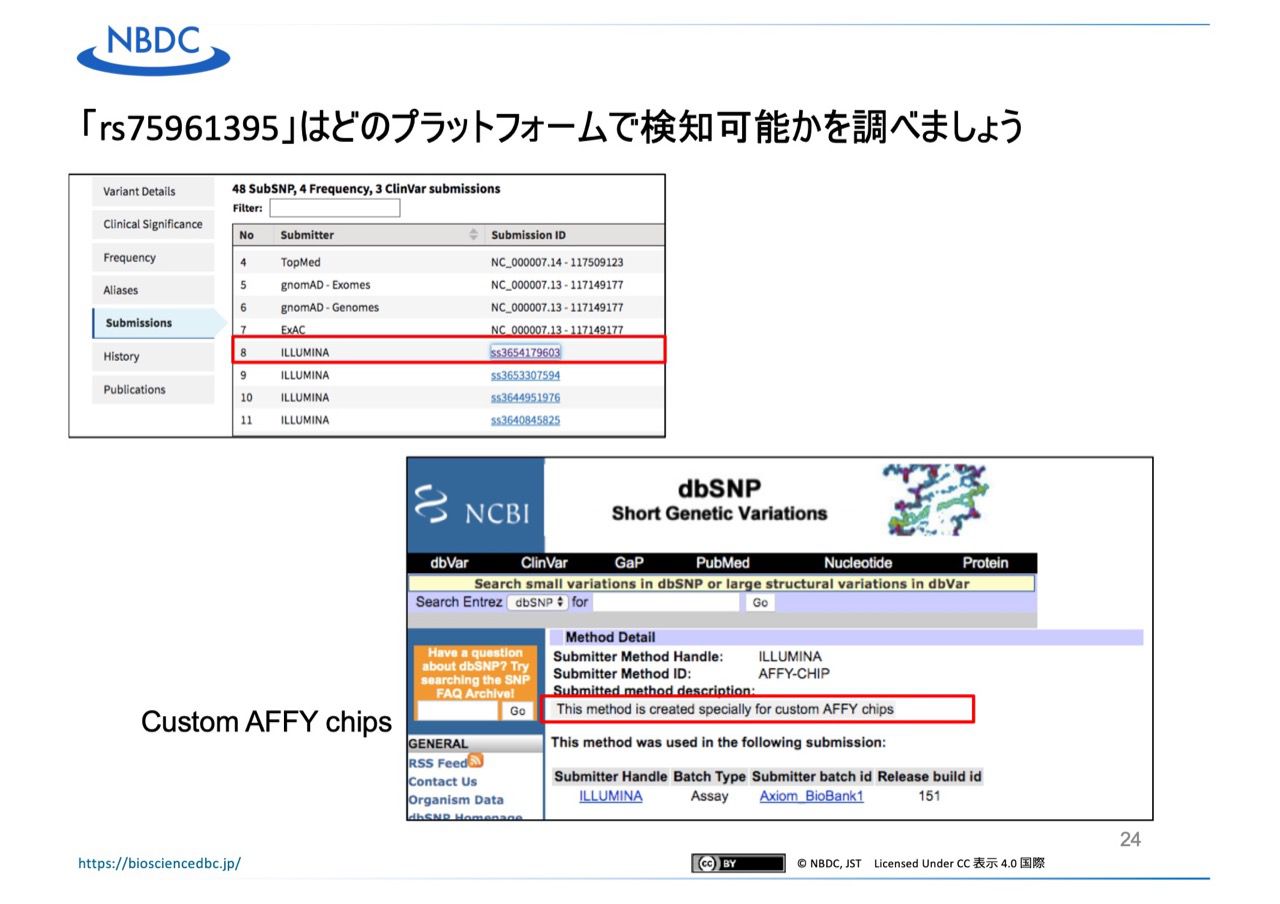 NBDC
「rs75961395」はどのプラットフォームで検知可能かを調べましょう
Variant Details
Clinical Significance
Frequency
Aliases
Submissions
History
Publications
48 SubSNP, 4 Frequency, 3 ClinVar submissions
Filter:
No Submitter Submission ID
4 TopMed NC_000007.14 - 117509123
5 gnomAD - Exomes NC_000007.13 - 117149177
6 gnomAD - Genomes NC_000007.13 - 117149177
7 ExAC NC_000007.13 - 117149177
8 ILLUMINA ss3654179603
9 ILLUMINA ss3653307594
10 ILLUMINA ss3644951976
11 ILLUMINA ss3640845825
NCBI
dbSNP
Short Genetic Variations
dbVar ClinVar GaP PubMed Nucleotide Protein
Search small variations in dbSNP or large structural variations in dbVar
Search Entrez dbSNP for Go
Have a question
about dbSNP? Try
searching the SNP
FAQ Archive!
Go
GENERAL
RSS Feed
Contact Us
Organism Data
dbSNP Homepage
Method Detail
Submitter Method Handle: ILLUMINA
Submitter Method ID: AFFY-CHIP
Submitted method description:
This method is created specially for custom AFFY chips
This method was used in the following submission:
Submitter Handle Batch Type Submitter batch id Release build id
ILLUMINA Assay Axiom_BioBank1 151
Custom AFFY chips
24
https://biosciencedbc.jp/
cc BY
© NBDC, JST Licensed Under CC 表示 4.0 国際